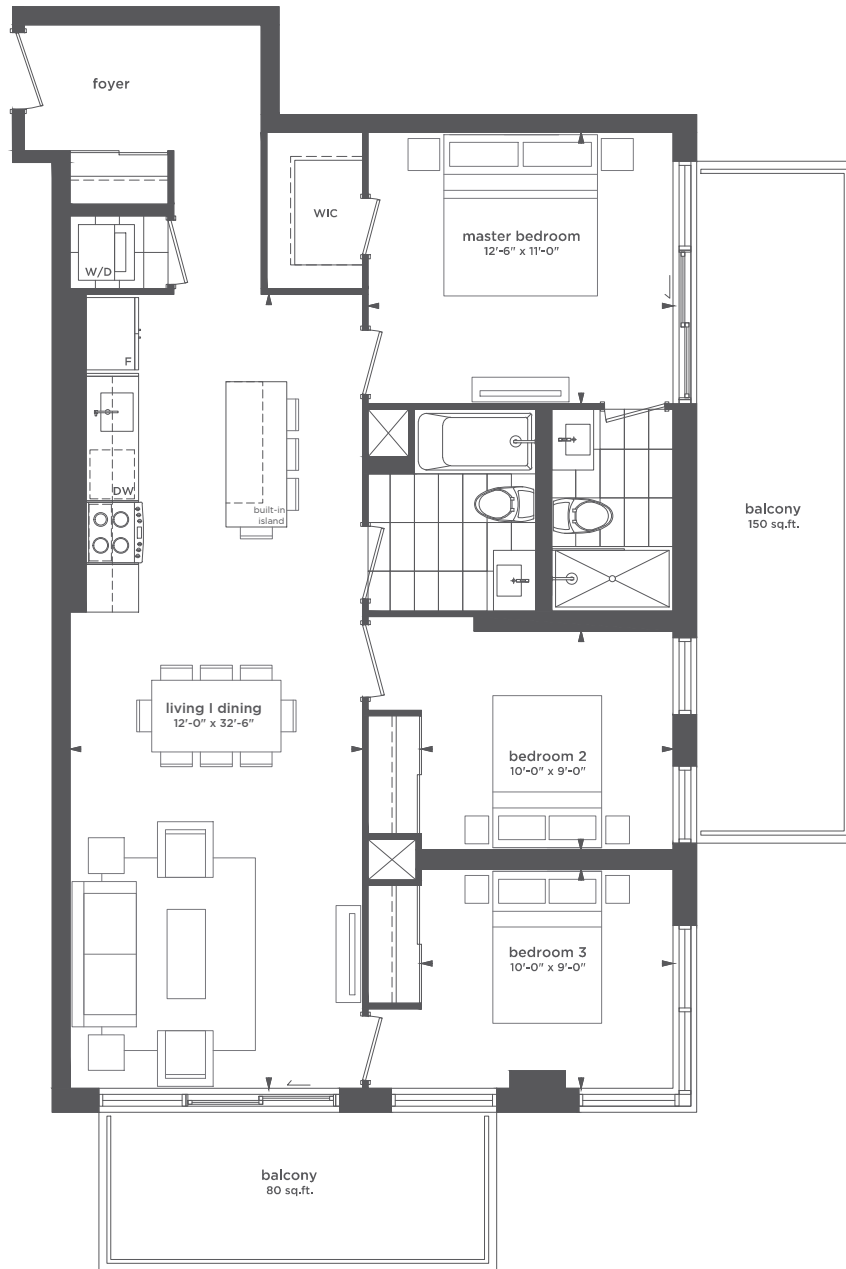 foyer
WIC
master bedroom
12'-6" x 11'-0"
W/D
F
DW
built-in
island
balcony
150 sq.ft.
living | dining
12'-0" x 32'-6"
bedroom 2
10'-0" x 9'-0"
bedroom 3
10'-0" x 9'-0"
balcony
80 sq.ft.